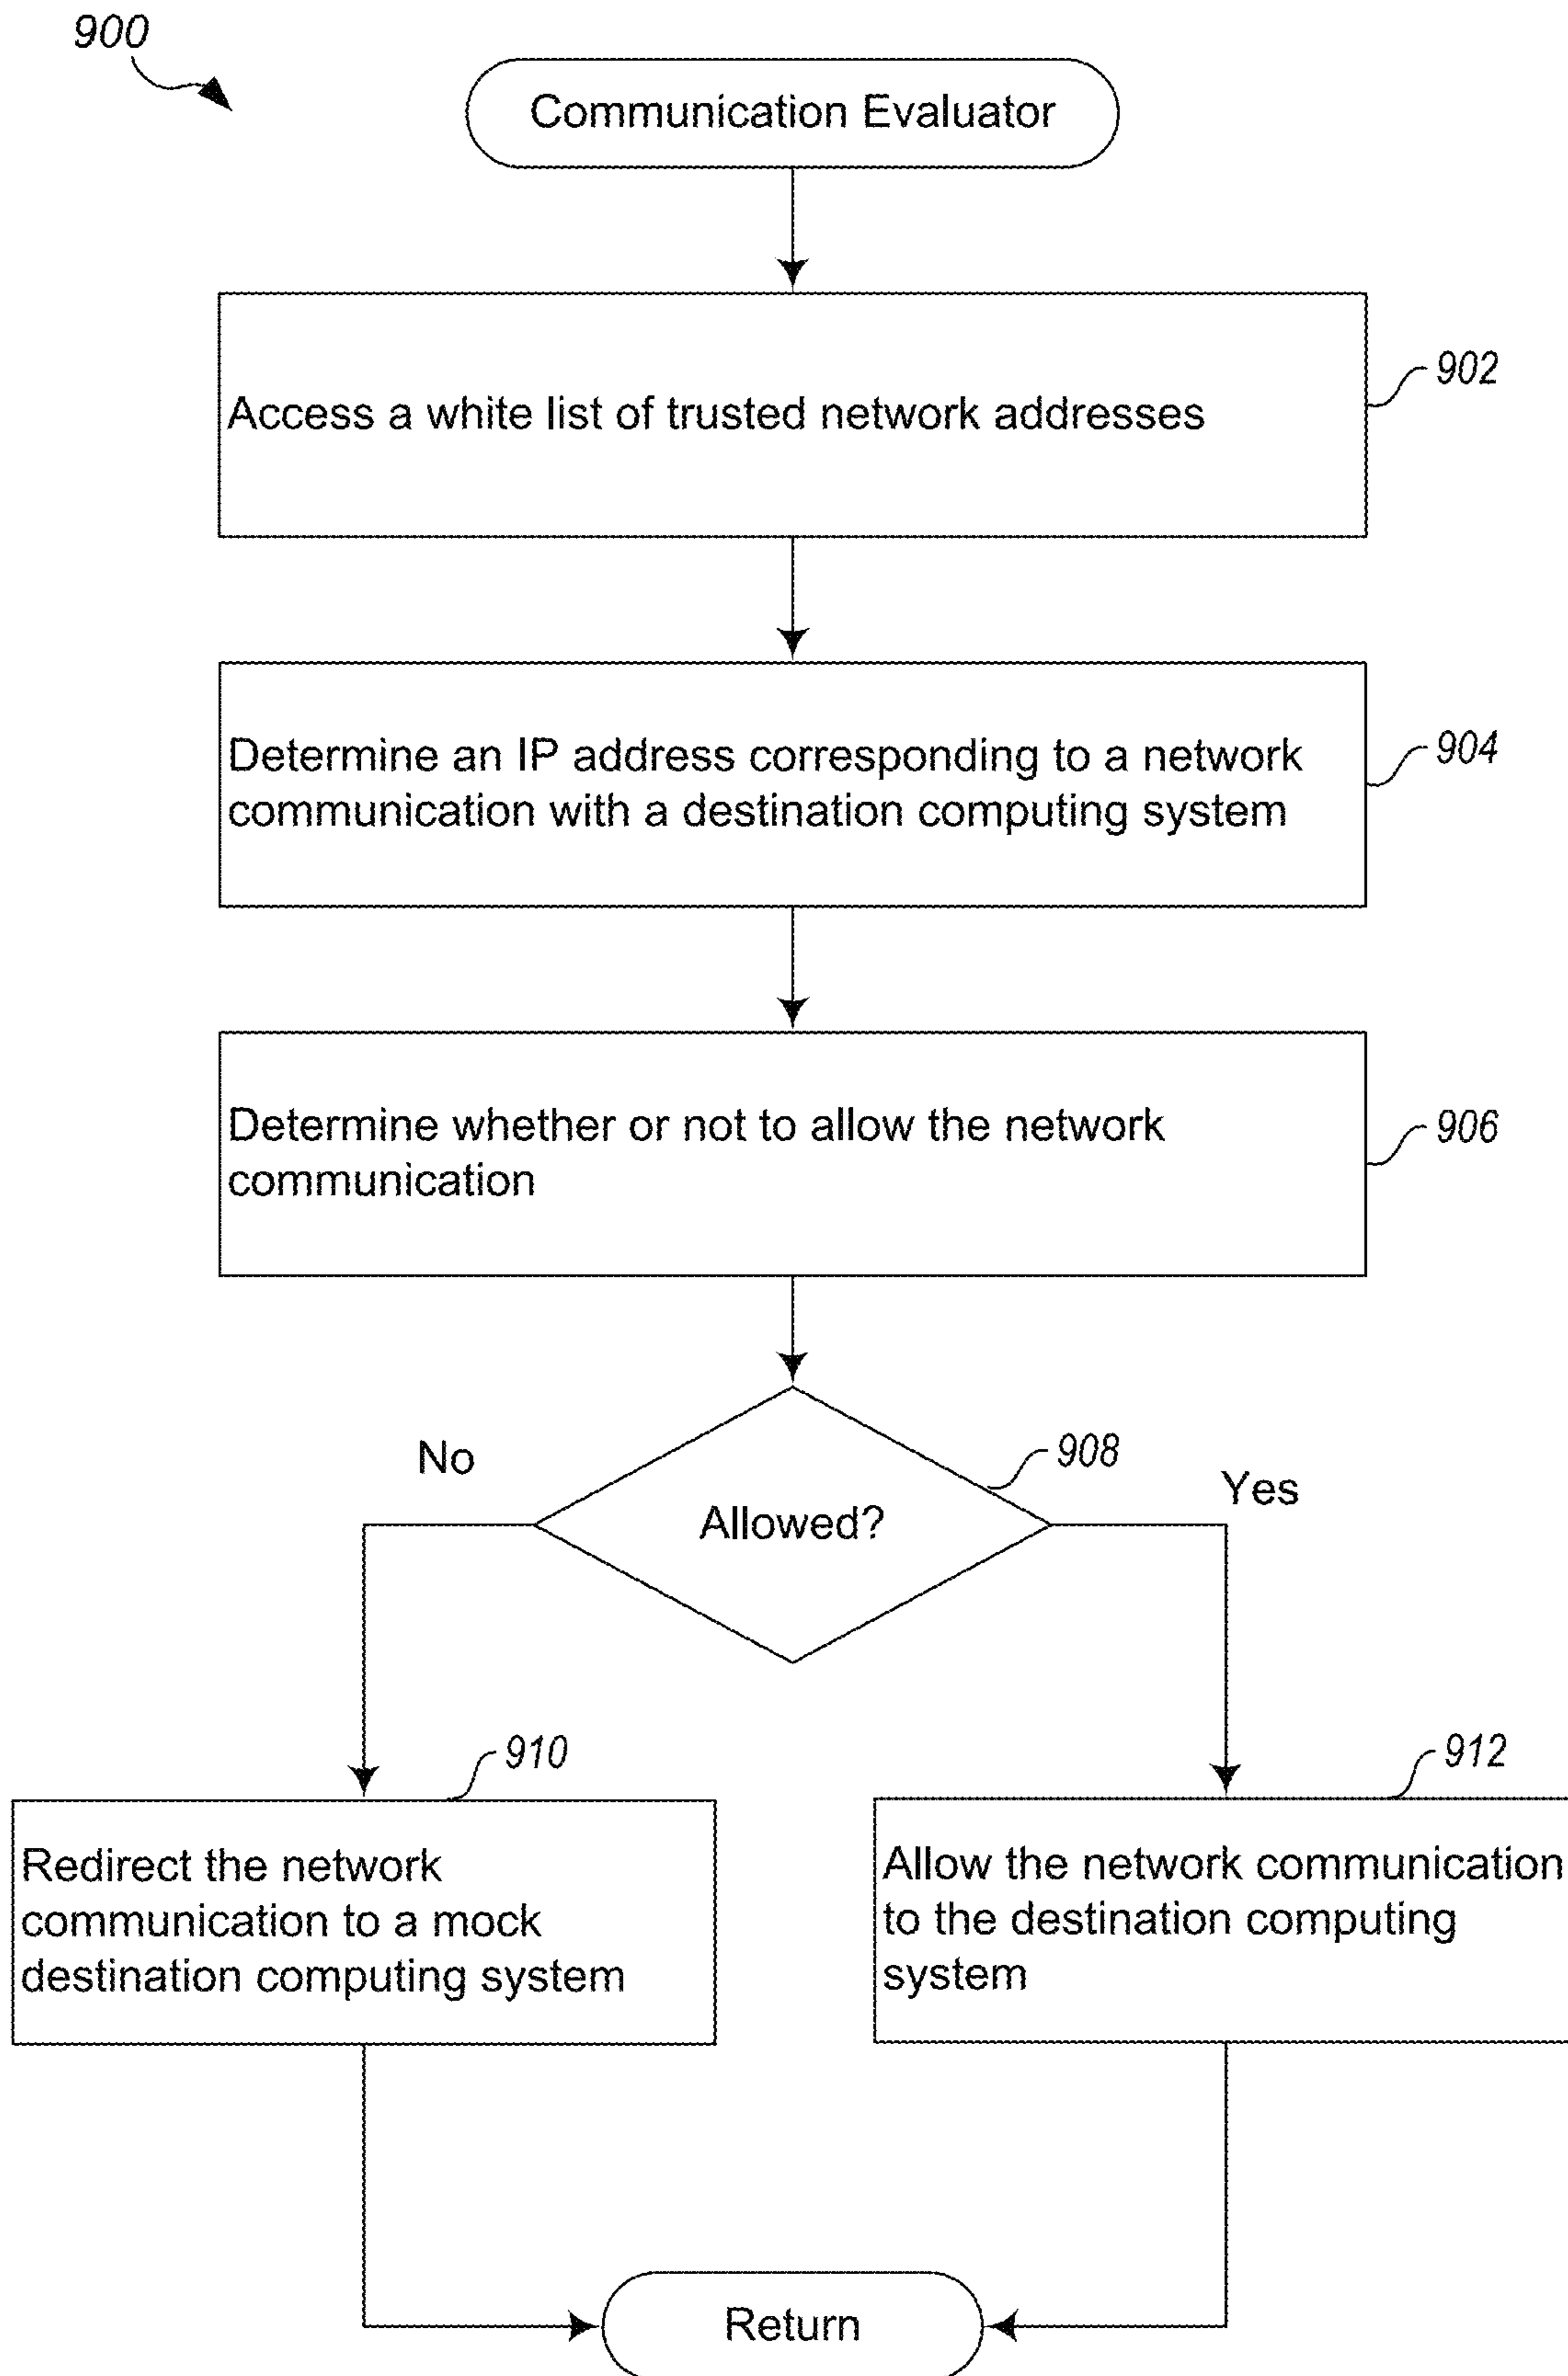 900
Communication Evaluator
Access a white list of trusted network addresses
902
Determine an IP address corresponding to a network
communication with a destination computing system
904
Determine whether or not to allow the network
communication
906
No
908
Yes
Allowed?
910
912
Redirect the network
communication to a mock
destination computing system
Allow the network communication
to the destination computing
system
Return